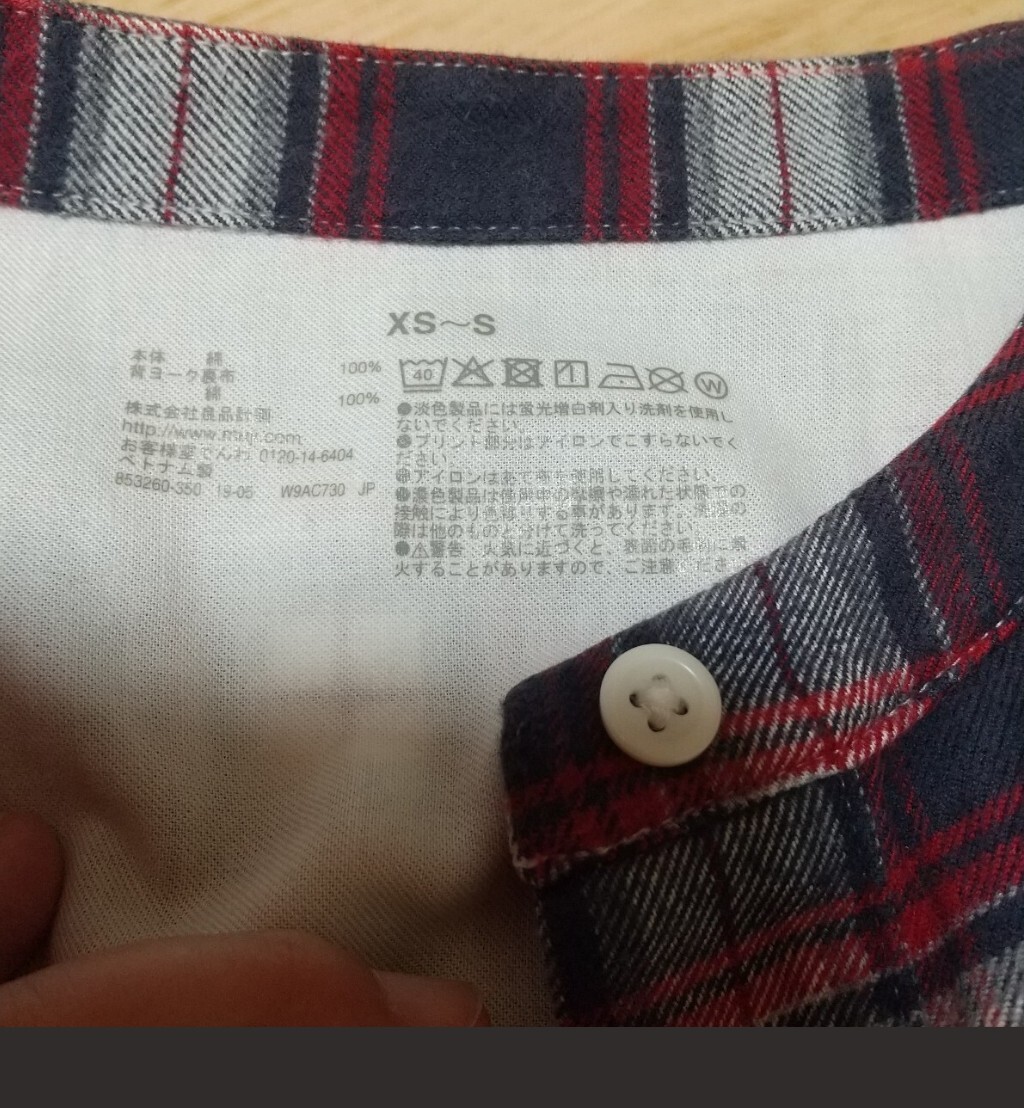 XS〜S
本体 綿 100%
背ヨーク裏布
綿 100%
株式会社良品計画
http://www.muji.com
お客様室でんわ 0120-14-6404
ベトナム製
853260-350 19-05 W9AC730 JP
40
W
●淡色製品には蛍光増白剤入り洗剤を使用し
ないでください。
●プリント部分はアイロンでこすらないでく
ださい。
●アイロンはあて布を使用してください。
●濃色製品は使用中の摩擦や濡れた状態での
接触により色移りする事があります。洗濯の
際は他のものと分けて洗ってください。
●⚠警告：火気に近づくと、表面の毛羽に
火することがありますので、ご注意くださ